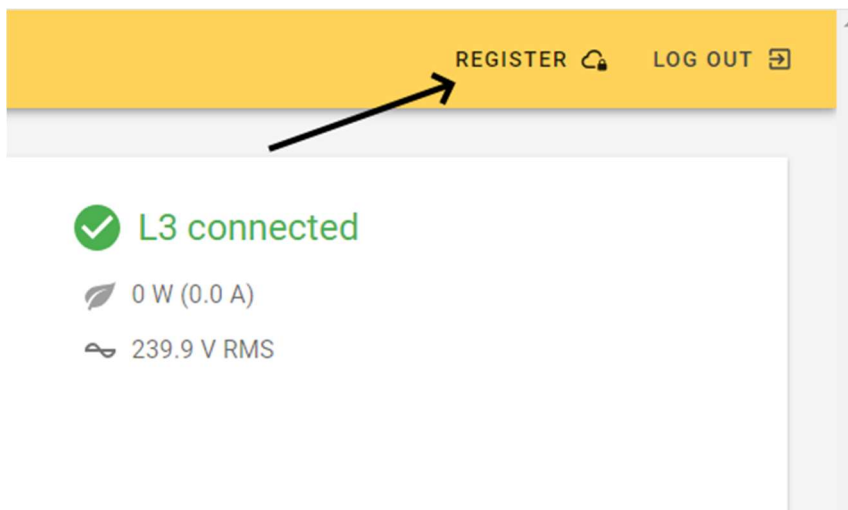 REGISTER LOG OUT
L3 connected
0 W (0.0 A)
239.9 V RMS